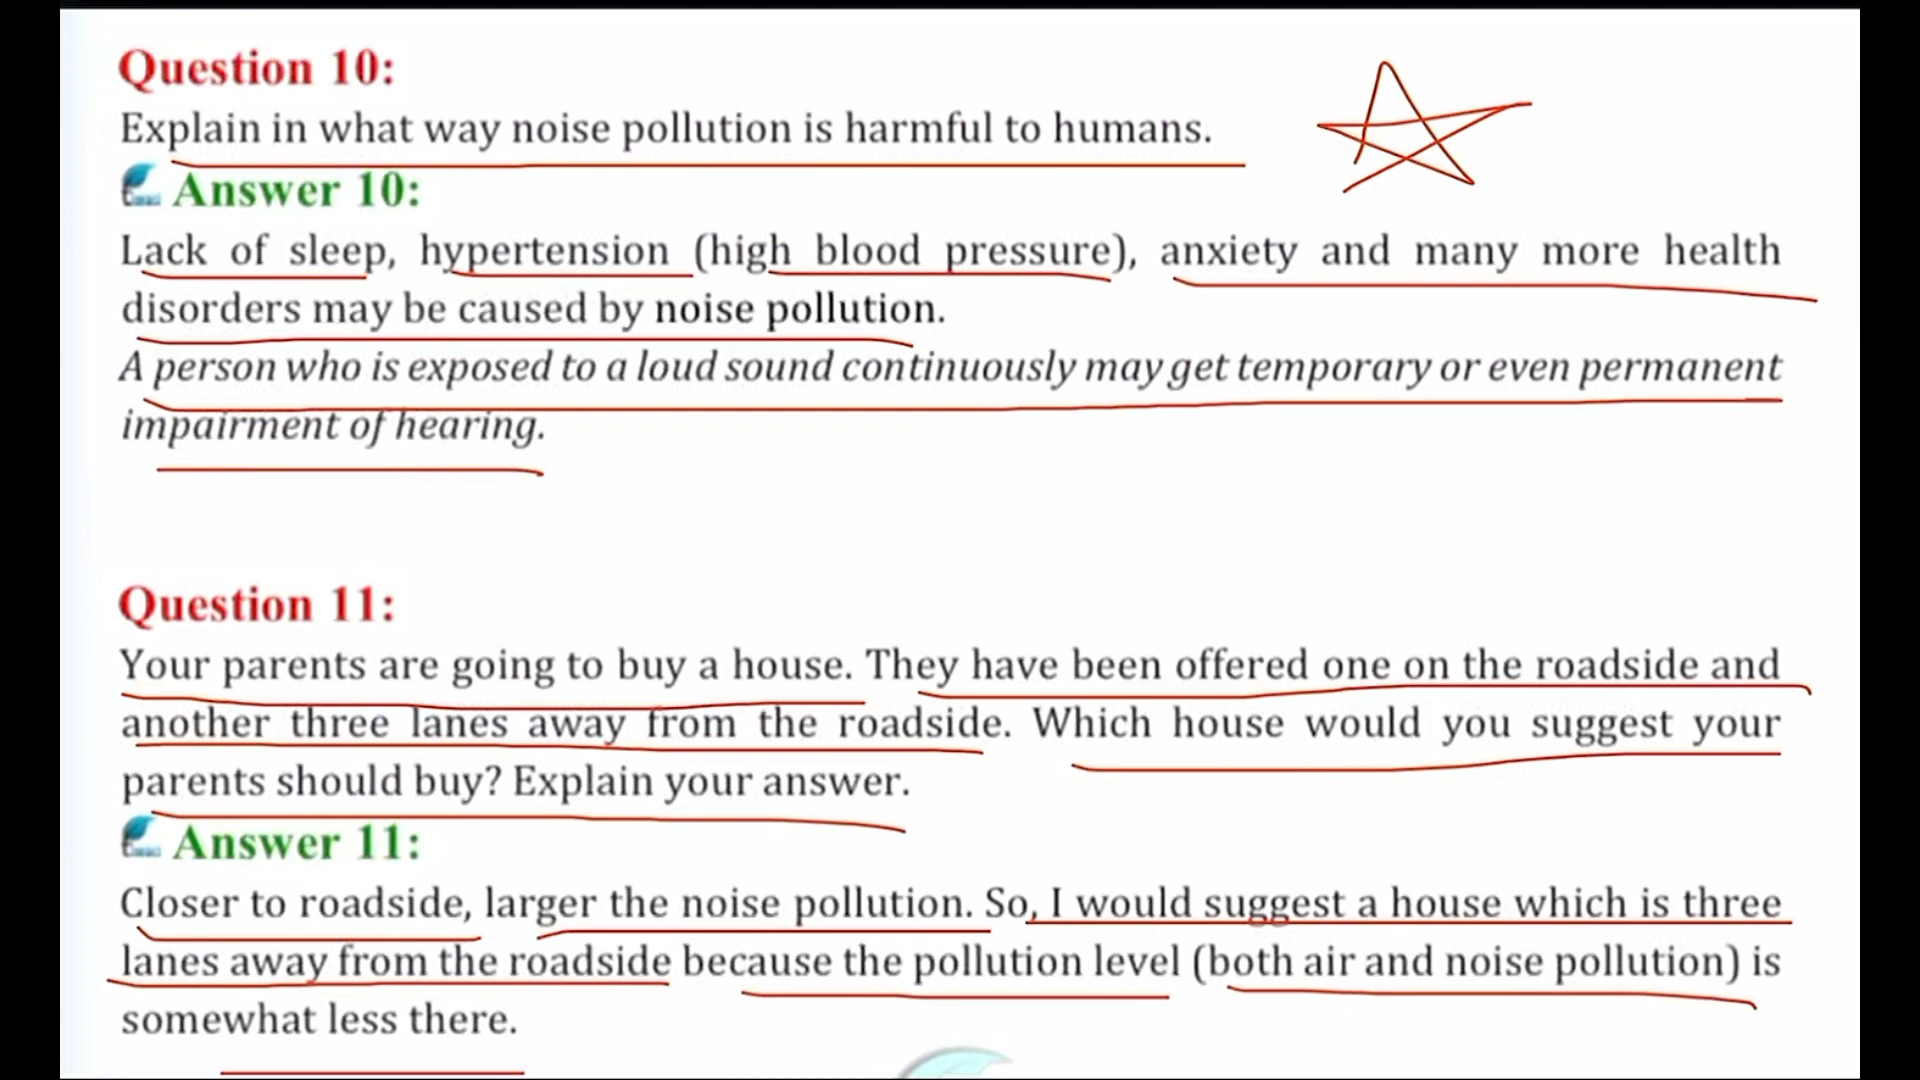 Question 10:
Explain in what way noise pollution is harmful to humans.
Answer 10:
Lack of sleep, hypertension (high blood pressure), anxiety and many more health
disorders may be caused by noise pollution.
A person who is exposed to a loud sound continuously may get temporary or even permanent
impairment of hearing.
Question 11:
Your parents are going to buy a house. They have been offered one on the roadside and
another three lanes away from the roadside. Which house would you suggest your
parents should buy? Explain your answer.
Answer 11:
Closer to roadside, larger the noise pollution. So, I would suggest a house which is three
lanes away from the roadside because the pollution level (both air and noise pollution) is
somewhat less there.